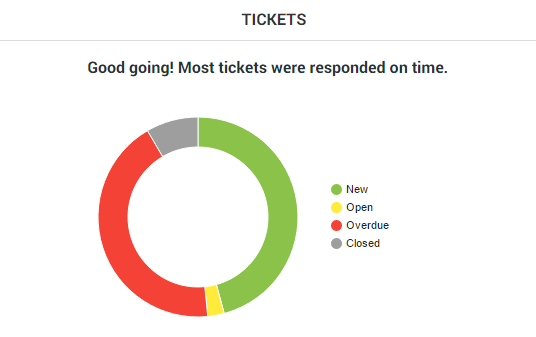 TICKETS
Good going! Most tickets were responded on time.
New
Open
Overdue
Closed